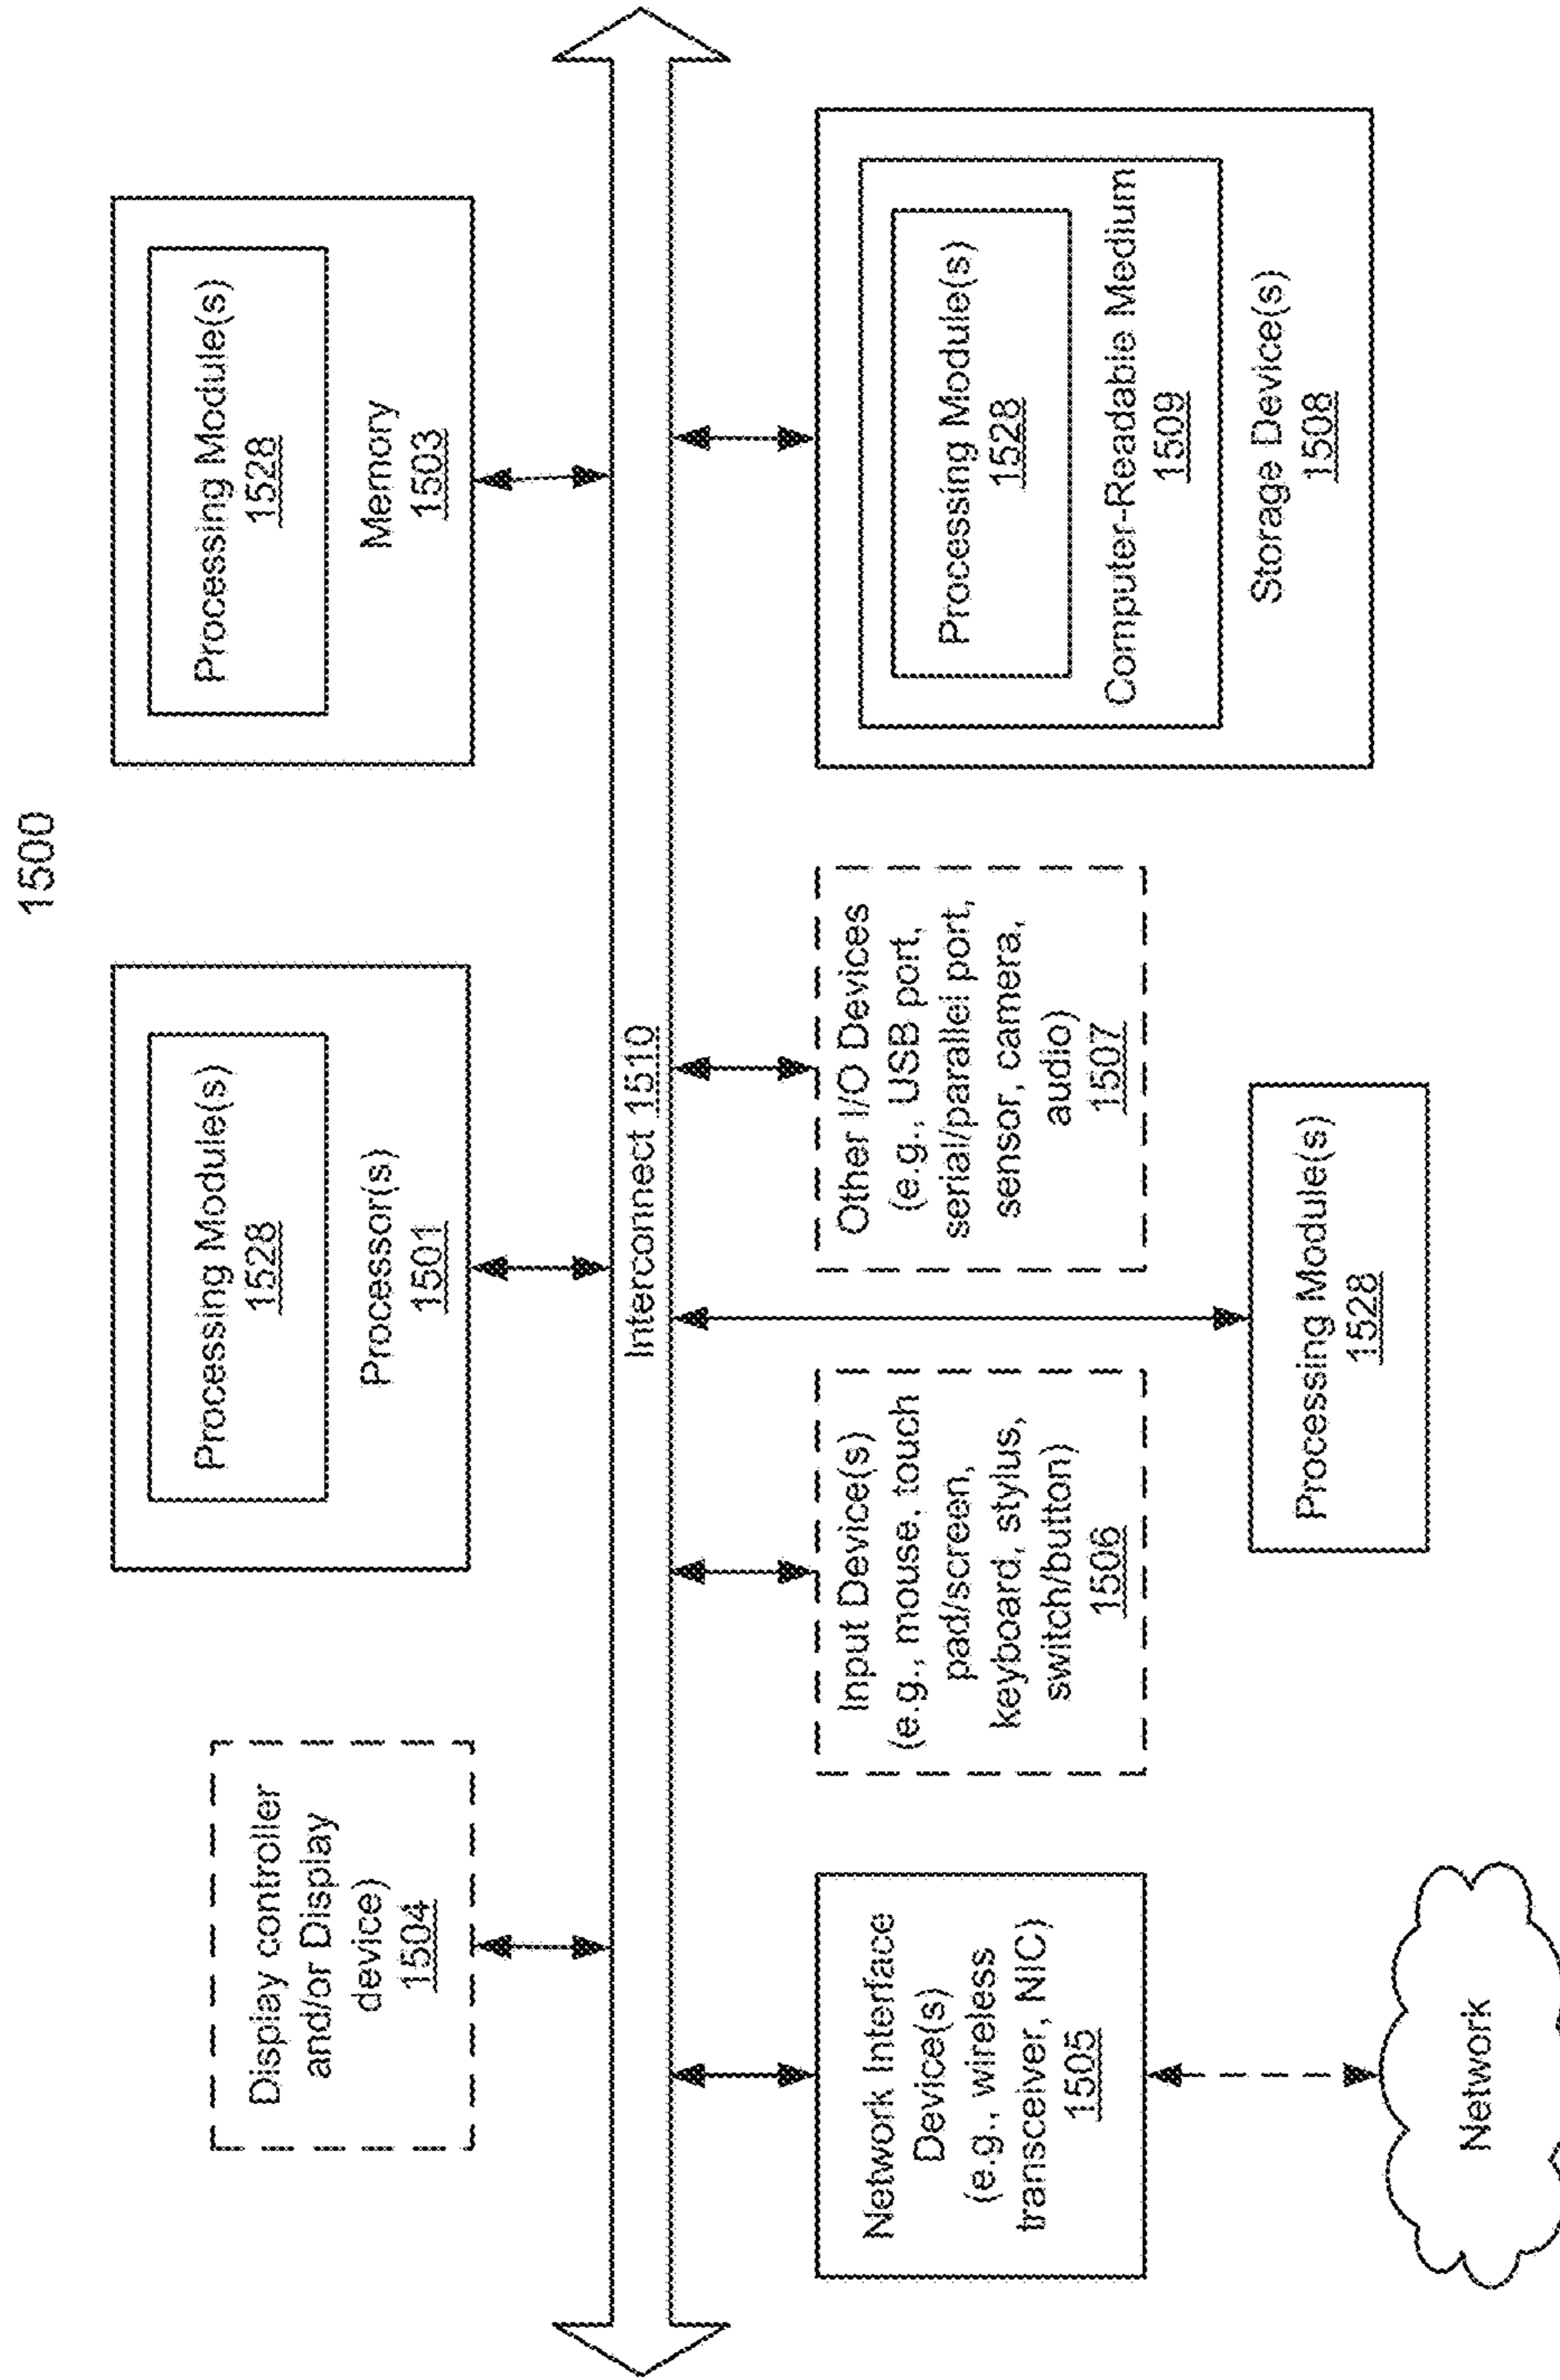 1500
Display controller
and/or Display
device)
1504
Processing Module(s)
1528
Processor(s)
1501
Processing Module(s)
1528
Memory
1503
Interconnect 1510
Network Interface
Device(s)
(e.g., wireless
transceiver, NIC)
1505
Input Device(s)
(e.g., mouse, touch
pad/screen,
keyboard, stylus,
switch/button)
1506
Other I/O Devices
(e.g., USB port,
serial/parallel port,
sensor, camera,
audio)
1507
Processing Module(s)
1528
Computer-Readable Medium
1509
Storage Device(s)
1508
Processing Module(s)
1528
Network